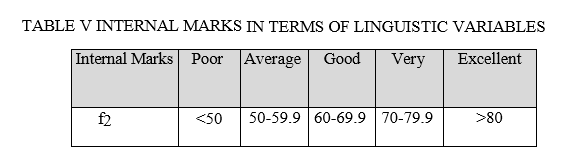 TABLE V INTERNAL MARKS IN TERMS OF LINGUISTIC VARIABLES
Internal Marks Poor Average Good Very Excellent
f2 <50 50-59.9 60-69.9 70-79.9 >80